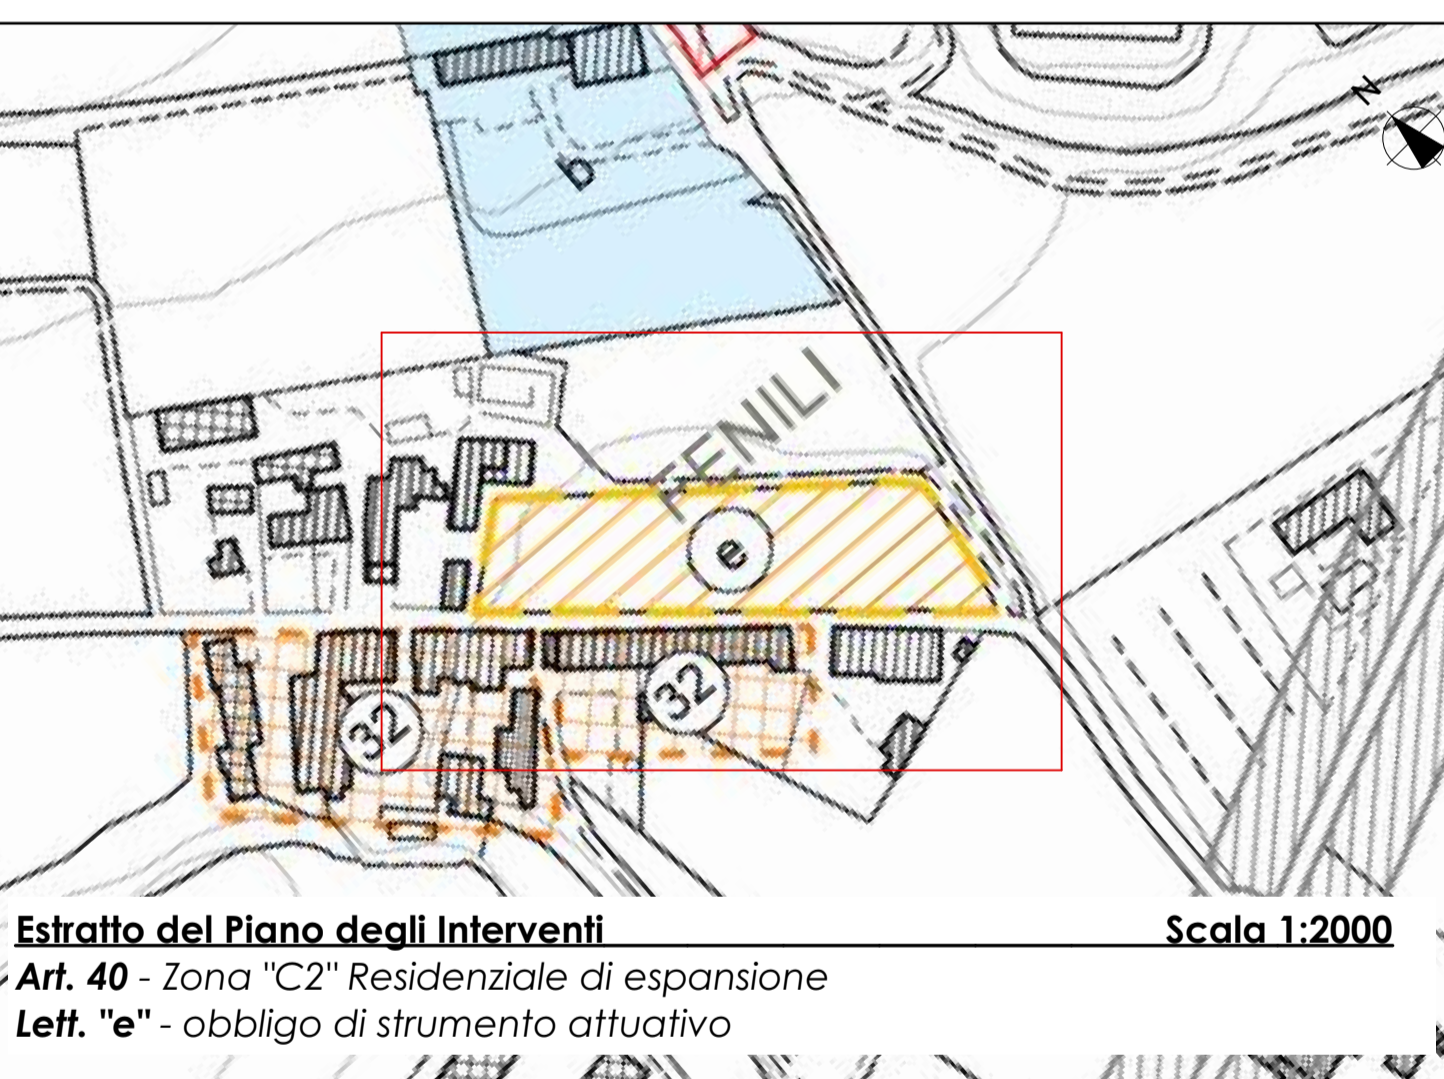 N
b
FENILI
e
32
32
Estratto del Piano degli Interventi Scala 1:2000
Art. 40 - Zona "C2" Residenziale di espansione
Lett. "e" - obbligo di strumento attuativo